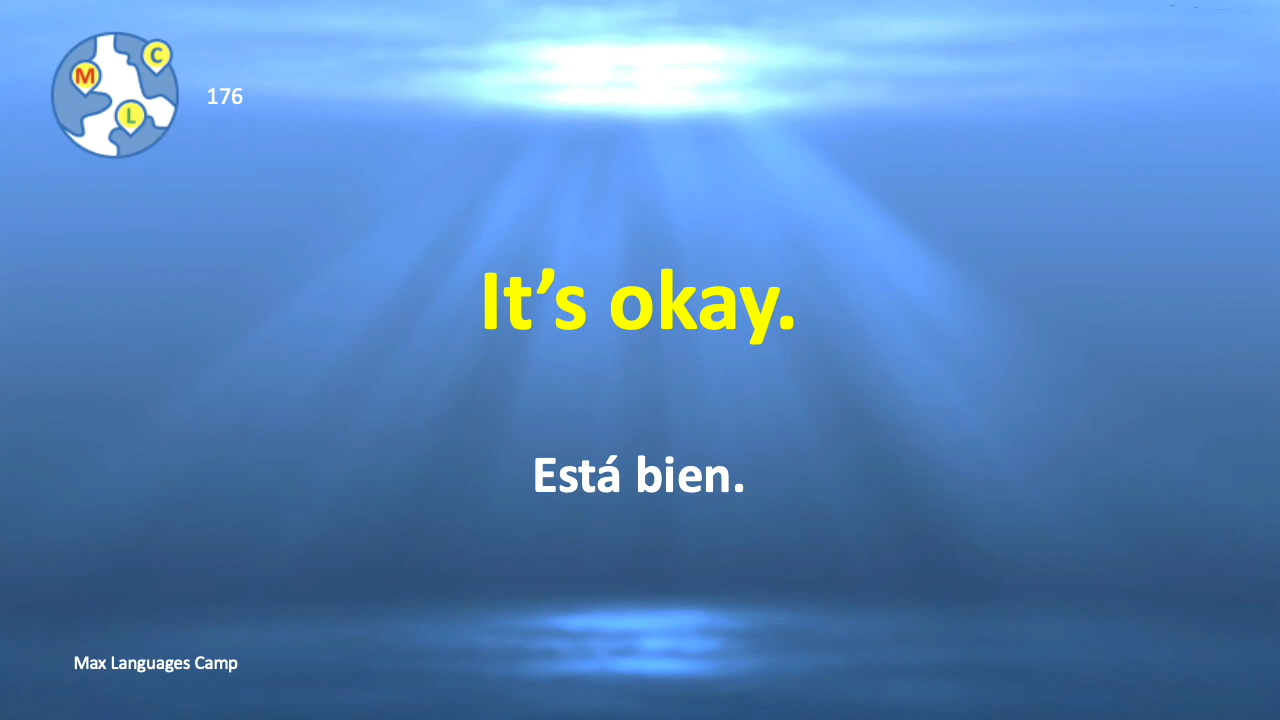 C
M
L
176
It’s okay.
Está bien.
Max Languages Camp